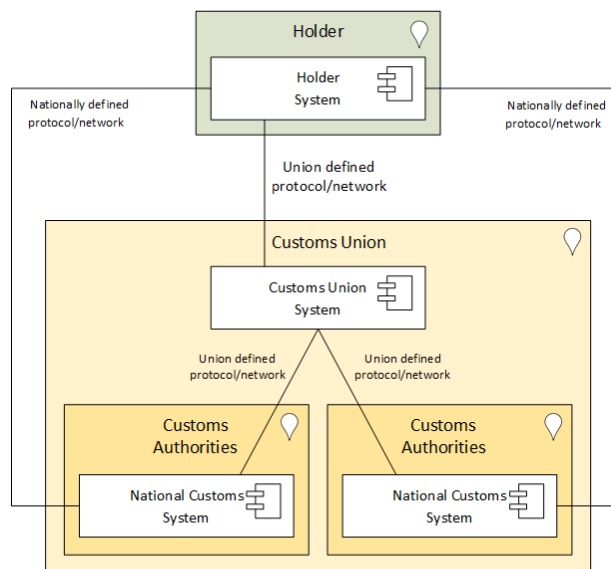 Holder
Holder
System
Nationally defined
protocol/network
Nationally defined
protocol/network
Union defined
protocol/network
Customs Union
Customs Union
System
Union defined
protocol/network
Union defined
protocol/network
Customs
Authorities
Customs
Authorities
National Customs
System
National Customs
System